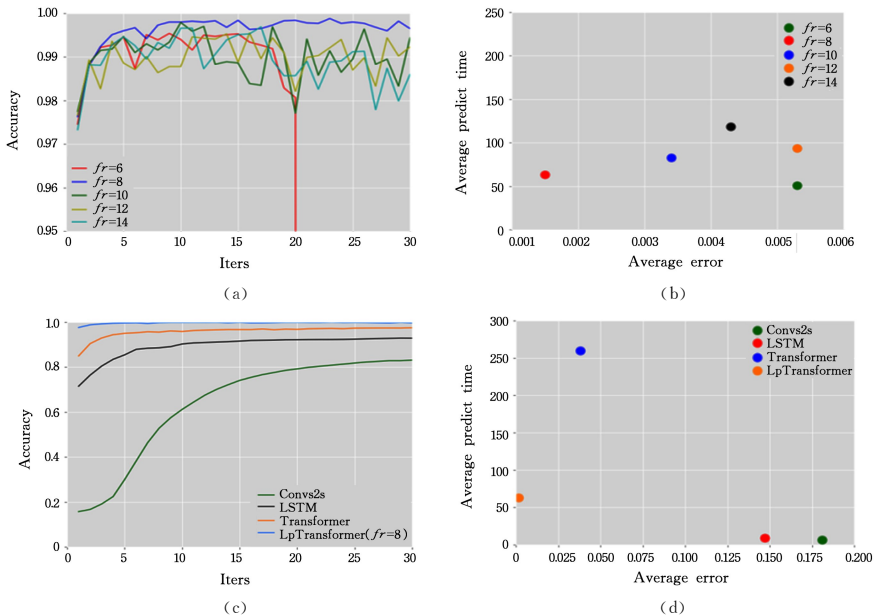 1.00
0.99
0.98
0.97
0.96
0.95
Accuracy
fr=6
fr=8
fr=10
fr=12
fr=14
0 5 10 15 20 25 30
Iters
(a)
250
200
150
100
50
0
Average predict time
fr=6
fr=8
fr=10
fr=12
fr=14
0.001 0.002 0.003 0.004 0.005 0.006
Average error
(b)
1.0
0.8
0.6
0.4
0.2
0
Accuracy
Convs2s
LSTM
Transformer
LpTransformer(fr=8)
0 5 10 15 20 25 30
Iters
(c)
300
250
200
150
100
50
0
Average predict time
Convs2s
LSTM
Transformer
LpTransformer
0 0.025 0.050 0.075 0.100 0.125 0.150 0.175 0.200
Average error
(d)